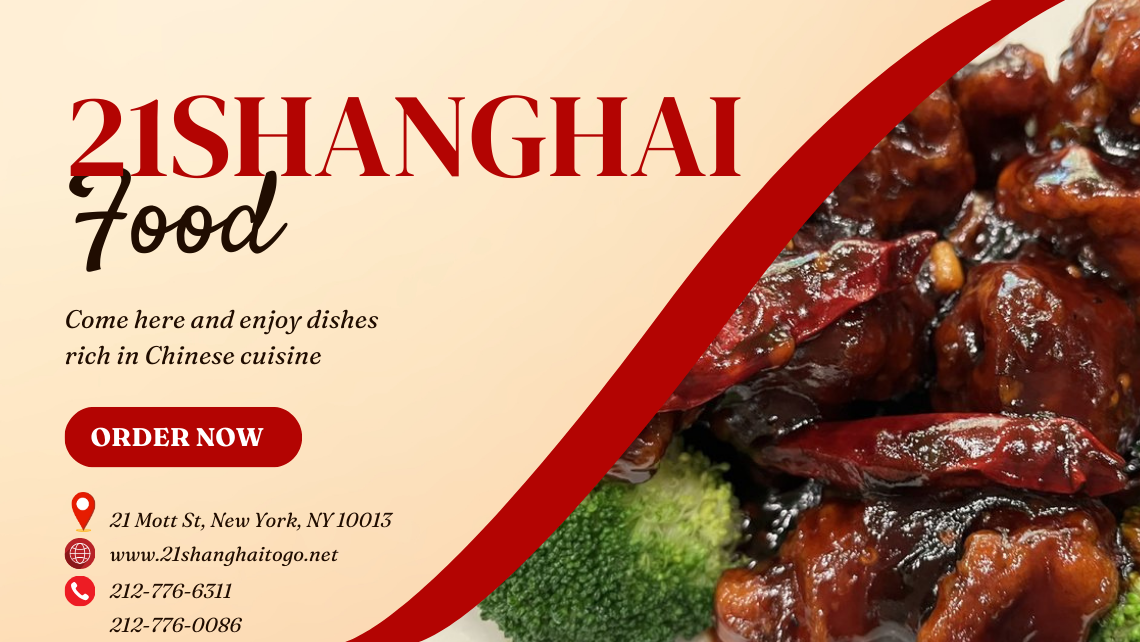 21SHANGHAI
Food
Come here and enjoy dishes
rich in Chinese cuisine
ORDER NOW
21 Mott St, New York, NY 10013
www.21shanghaitogo.net
212-776-6311
212-776-0086